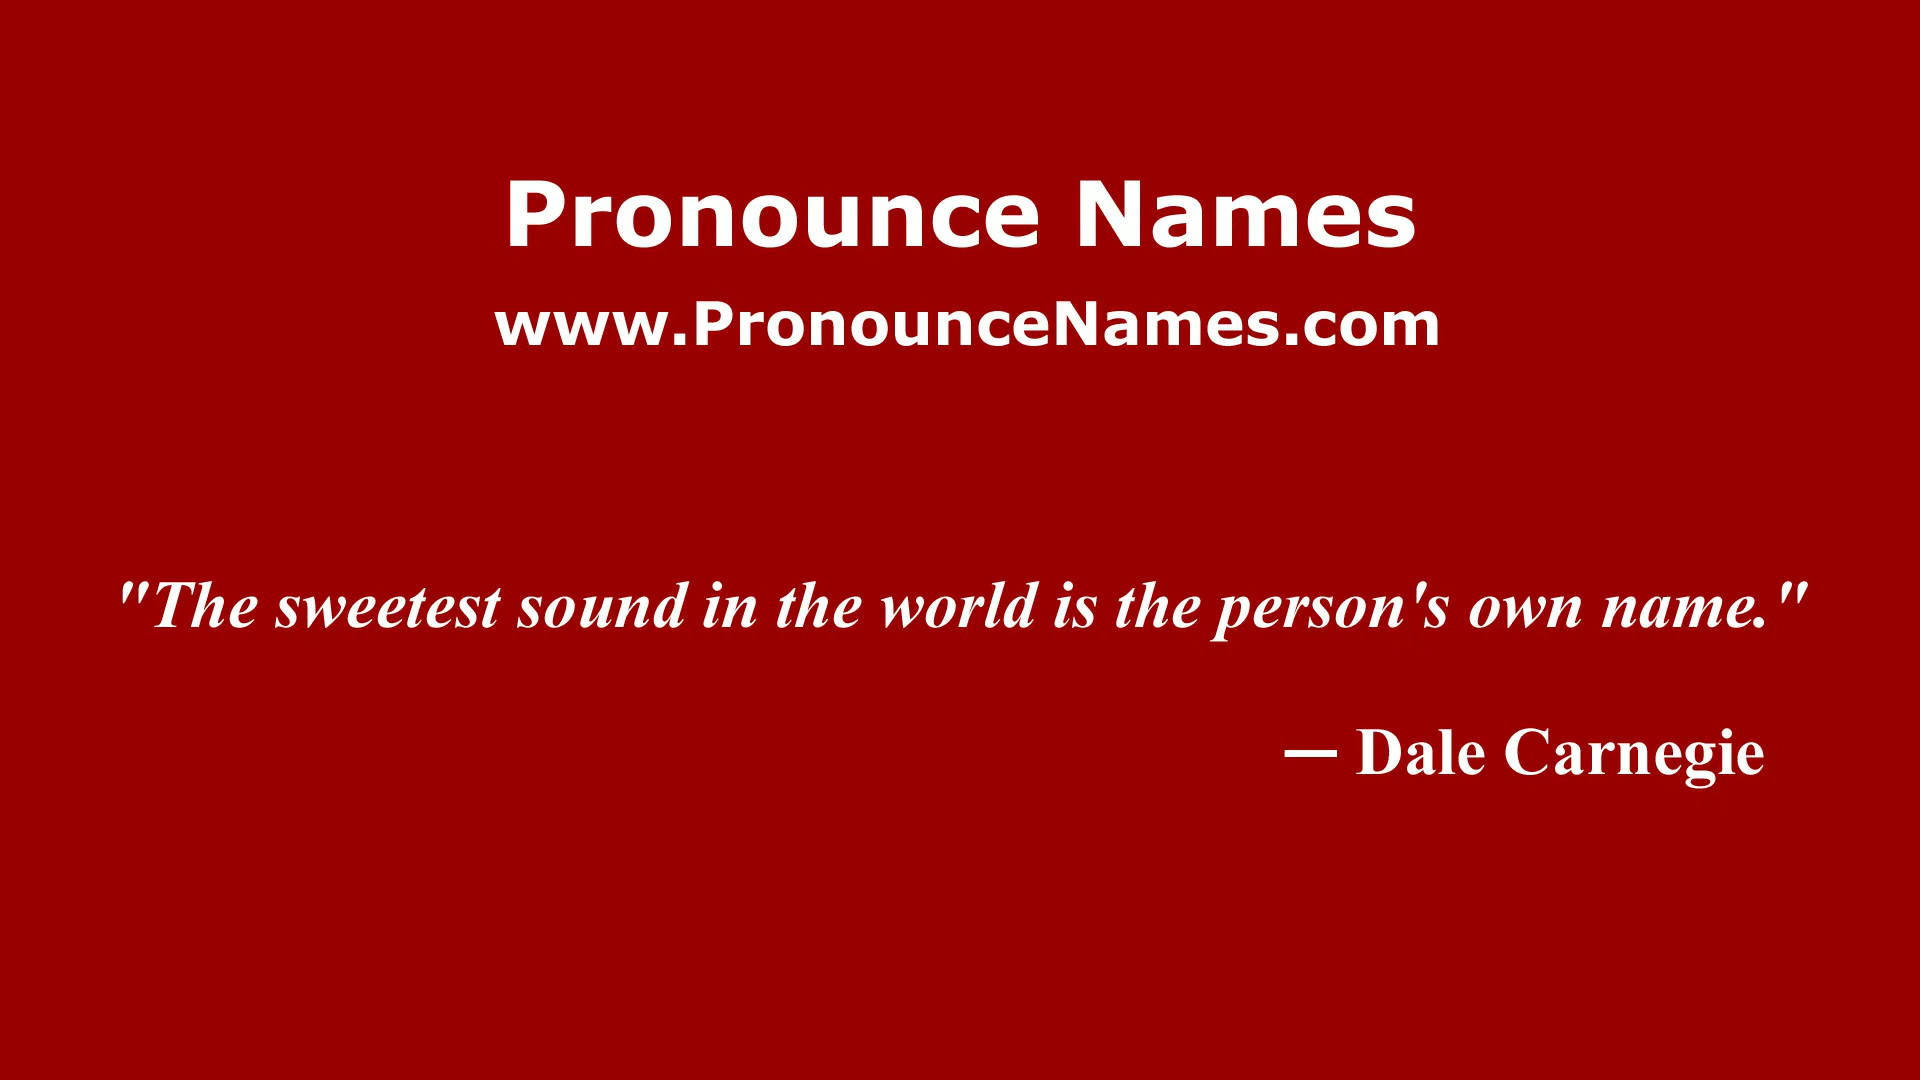 Pronounce Names
www.PronounceNames.com
"The sweetest sound in the world is the person's own name."
— Dale Carnegie